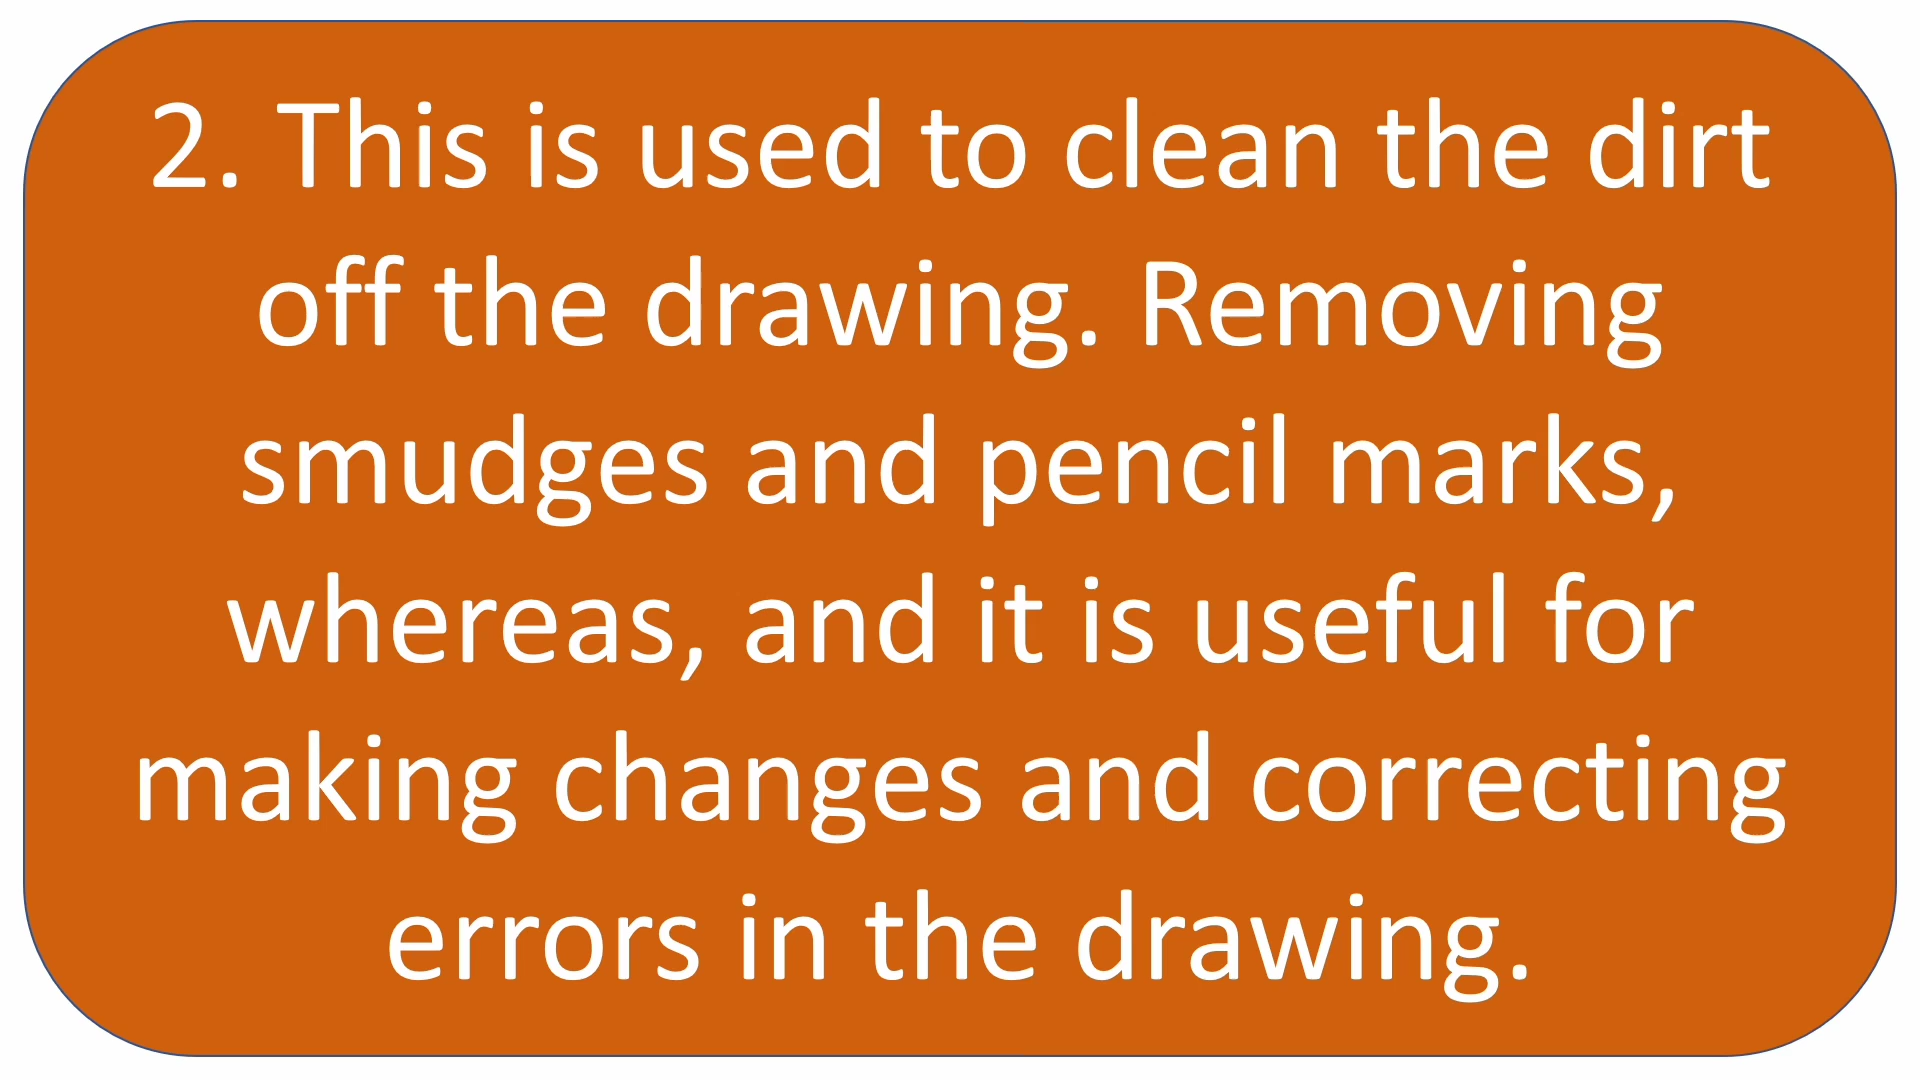 2. This is used to clean the dirt
off the drawing. Removing
smudges and pencil marks,
whereas, and it is useful for
making changes and correcting
errors in the drawing.